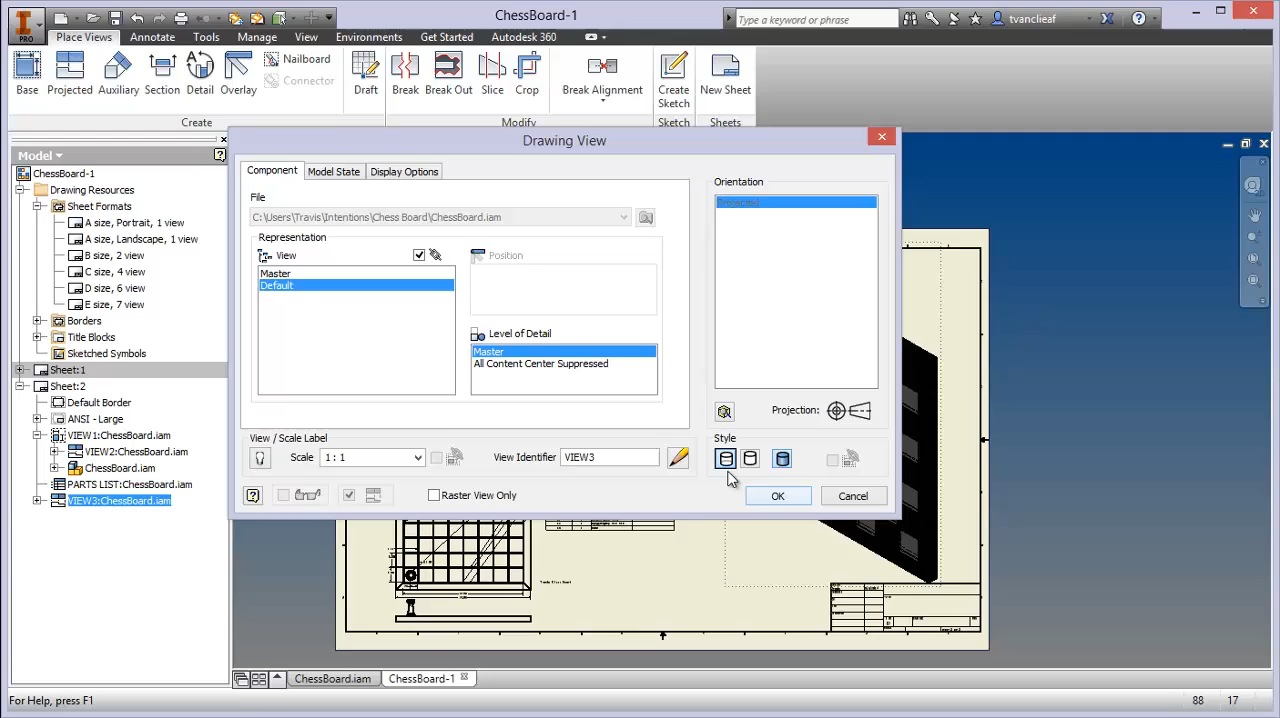 ChessBoard-1
Type a keyword or phrase
tvanclieaf
PRO
Place Views
Annotate
Tools
Manage
View
Environments
Get Started
Autodesk 360
Base
Projected
Auxiliary
Section
Detail
Overlay
Nailboard
Connector
Draft
Break
Break Out
Slice
Crop
Break Alignment
Create
Sketch
New Sheet
Create
Modify
Sketch
Sheets
Model
ChessBoard-1
Drawing Resources
Sheet Formats
A size, Portrait, 1 view
A size, Landscape, 1 view
B size, 2 view
C size, 4 view
D size, 6 view
E size, 7 view
Borders
Title Blocks
Sketched Symbols
Sheet:1
Sheet:2
Default Border
ANSI - Large
VIEW1:ChessBoard.iam
VIEW2:ChessBoard.iam
ChessBoard.iam
PARTS LIST:ChessBoard.iam
VIEW3:ChessBoard.iam
Drawing View
Component
Model State
Display Options
File
C:\Users\Travis\Intentions\Chess Board\ChessBoard.iam
Representation
View
Master
Default
Position
Level of Detail
Master
All Content Center Suppressed
Orientation
Projected
Projection:
View / Scale Label
Scale
1 : 1
View Identifier
VIEW3
Style
Raster View Only
OK
Cancel
ChessBoard.iam
ChessBoard-1
For Help, press F1
88
17